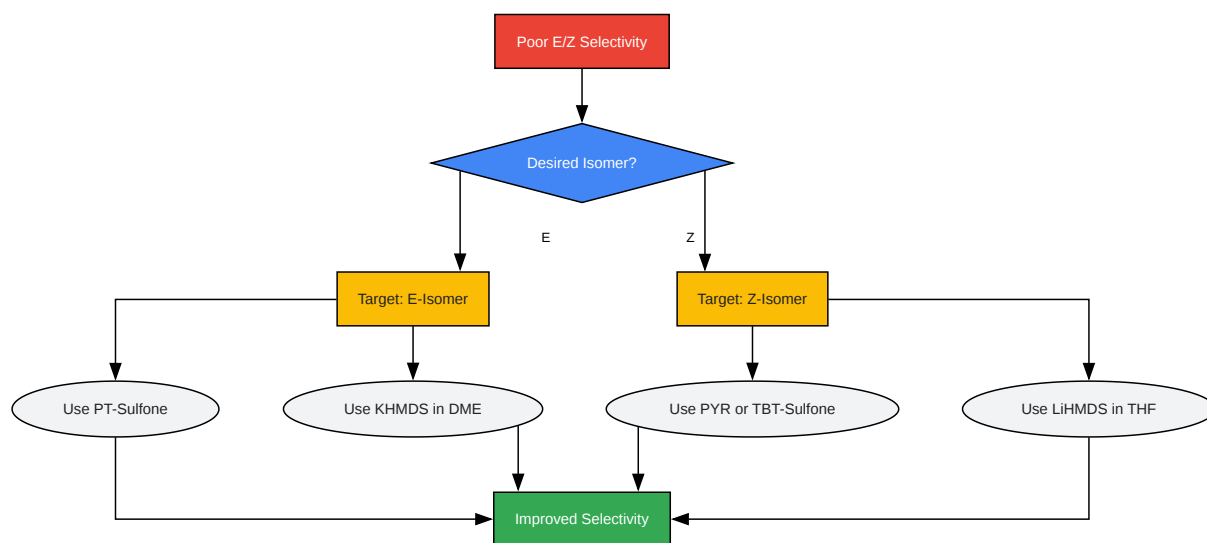 Poor E/Z Selectivity
Desired Isomer?
E
Z
Target: E-Isomer
Target: Z-Isomer
Use PT-Sulfone
Use KHMDS in DME
Use PYR or TBT-Sulfone
Use LiHMDS in THF
Improved Selectivity